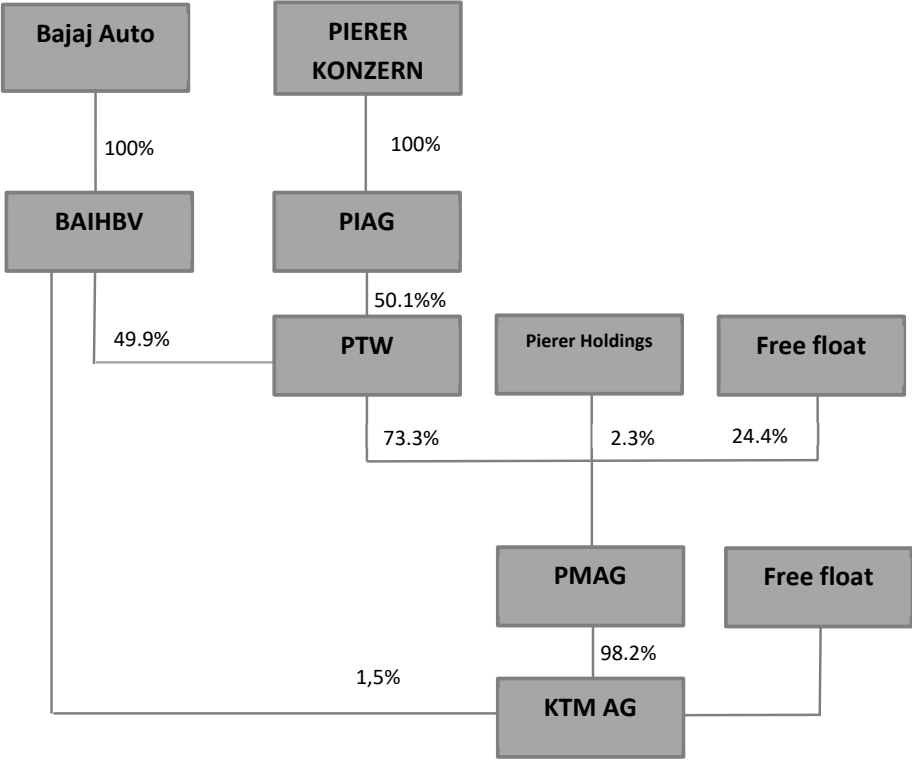 Bajaj Auto
PIERER
KONZERN
100%
100%
BAIHBV
PIAG
50.1%%
49.9%
PTW
Pierer Holdings
Free float
73.3%
2.3%
24.4%
PMAG
Free float
98.2%
1,5%
KTM AG